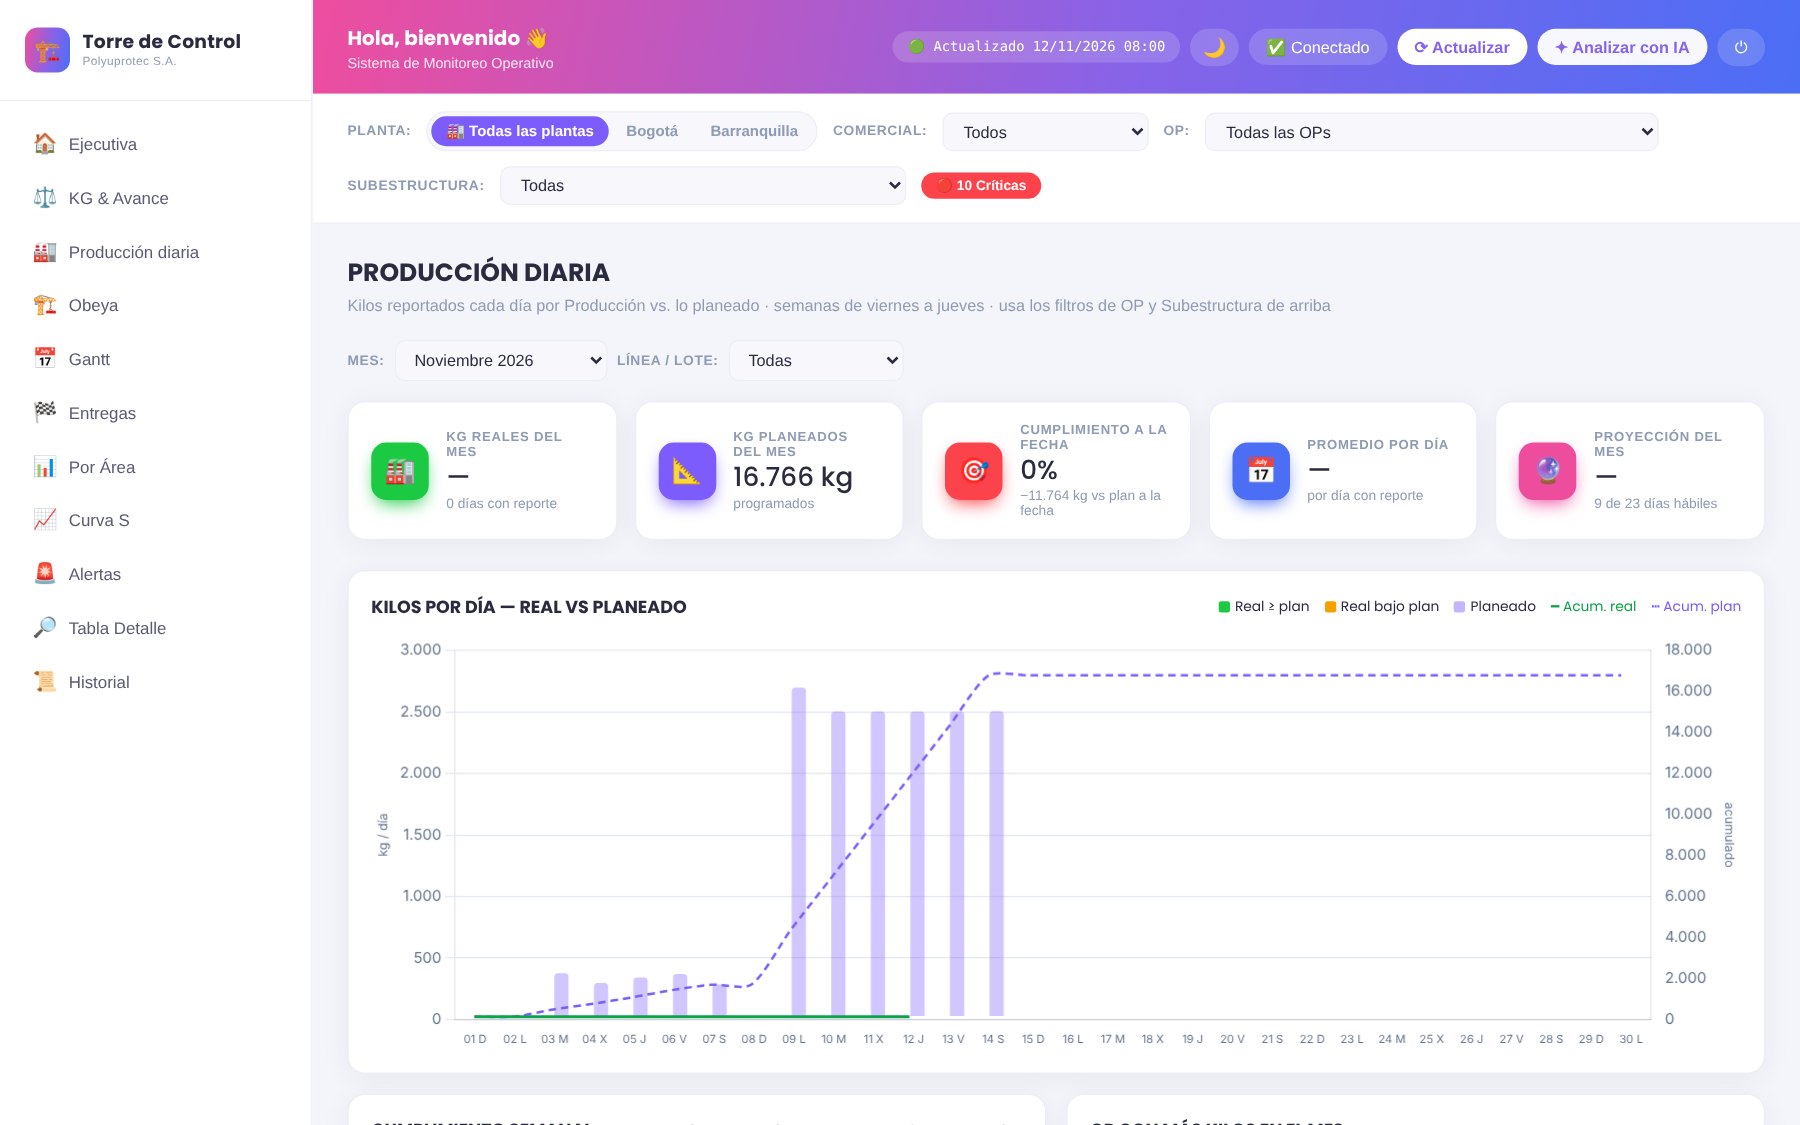 Torre de Control
Polyuprotec S.A.
Ejecutiva
KG & Avance
Producción diaria
Obeya
Gantt
Entregas
Por Área
Curva S
Alertas
Tabla Detalle
Historial
Hola, bienvenido 👋
Sistema de Monitoreo Operativo
Actualizado 12/11/2026 08:00
✅ Conectado
⟳ Actualizar
✦ Analizar con IA
PLANTA:
Todas las plantas
Bogotá
Barranquilla
COMERCIAL:
Todos
OP:
Todas las OPs
SUBESTRUCTURA:
Todas
10 Críticas
PRODUCCIÓN DIARIA
Kilos reportados cada día por Producción vs. lo planeado · semanas de viernes a jueves · usa los filtros de OP y Subestructura de arriba
MES:
Noviembre 2026
LÍNEA / LOTE:
Todas
KG REALES DEL
MES
—
0 días con reporte
KG PLANEADOS
DEL MES
16.766 kg
programados
CUMPLIMIENTO A LA
FECHA
0%
−11.764 kg vs plan a la
fecha
PROMEDIO POR DÍA
—
por día con reporte
PROYECCIÓN DEL
MES
—
9 de 23 días hábiles
KILOS POR DÍA — REAL VS PLANEADO
Real ≥ plan
Real bajo plan
Planeado
Acum. real
Acum. plan
3.000
2.500
2.000
1.500
1.000
500
0
kg / día
18.000
16.000
14.000
12.000
10.000
8.000
6.000
4.000
2.000
0
acumulado
01 D 02 L 03 M 04 X 05 J 06 V 07 S 08 D 09 L 10 M 11 X 12 J 13 V 14 S 15 D 16 L 17 M 18 X 19 J 20 V 21 S 22 D 23 L 24 M 25 X 26 J 27 V 28 S 29 D 30 L